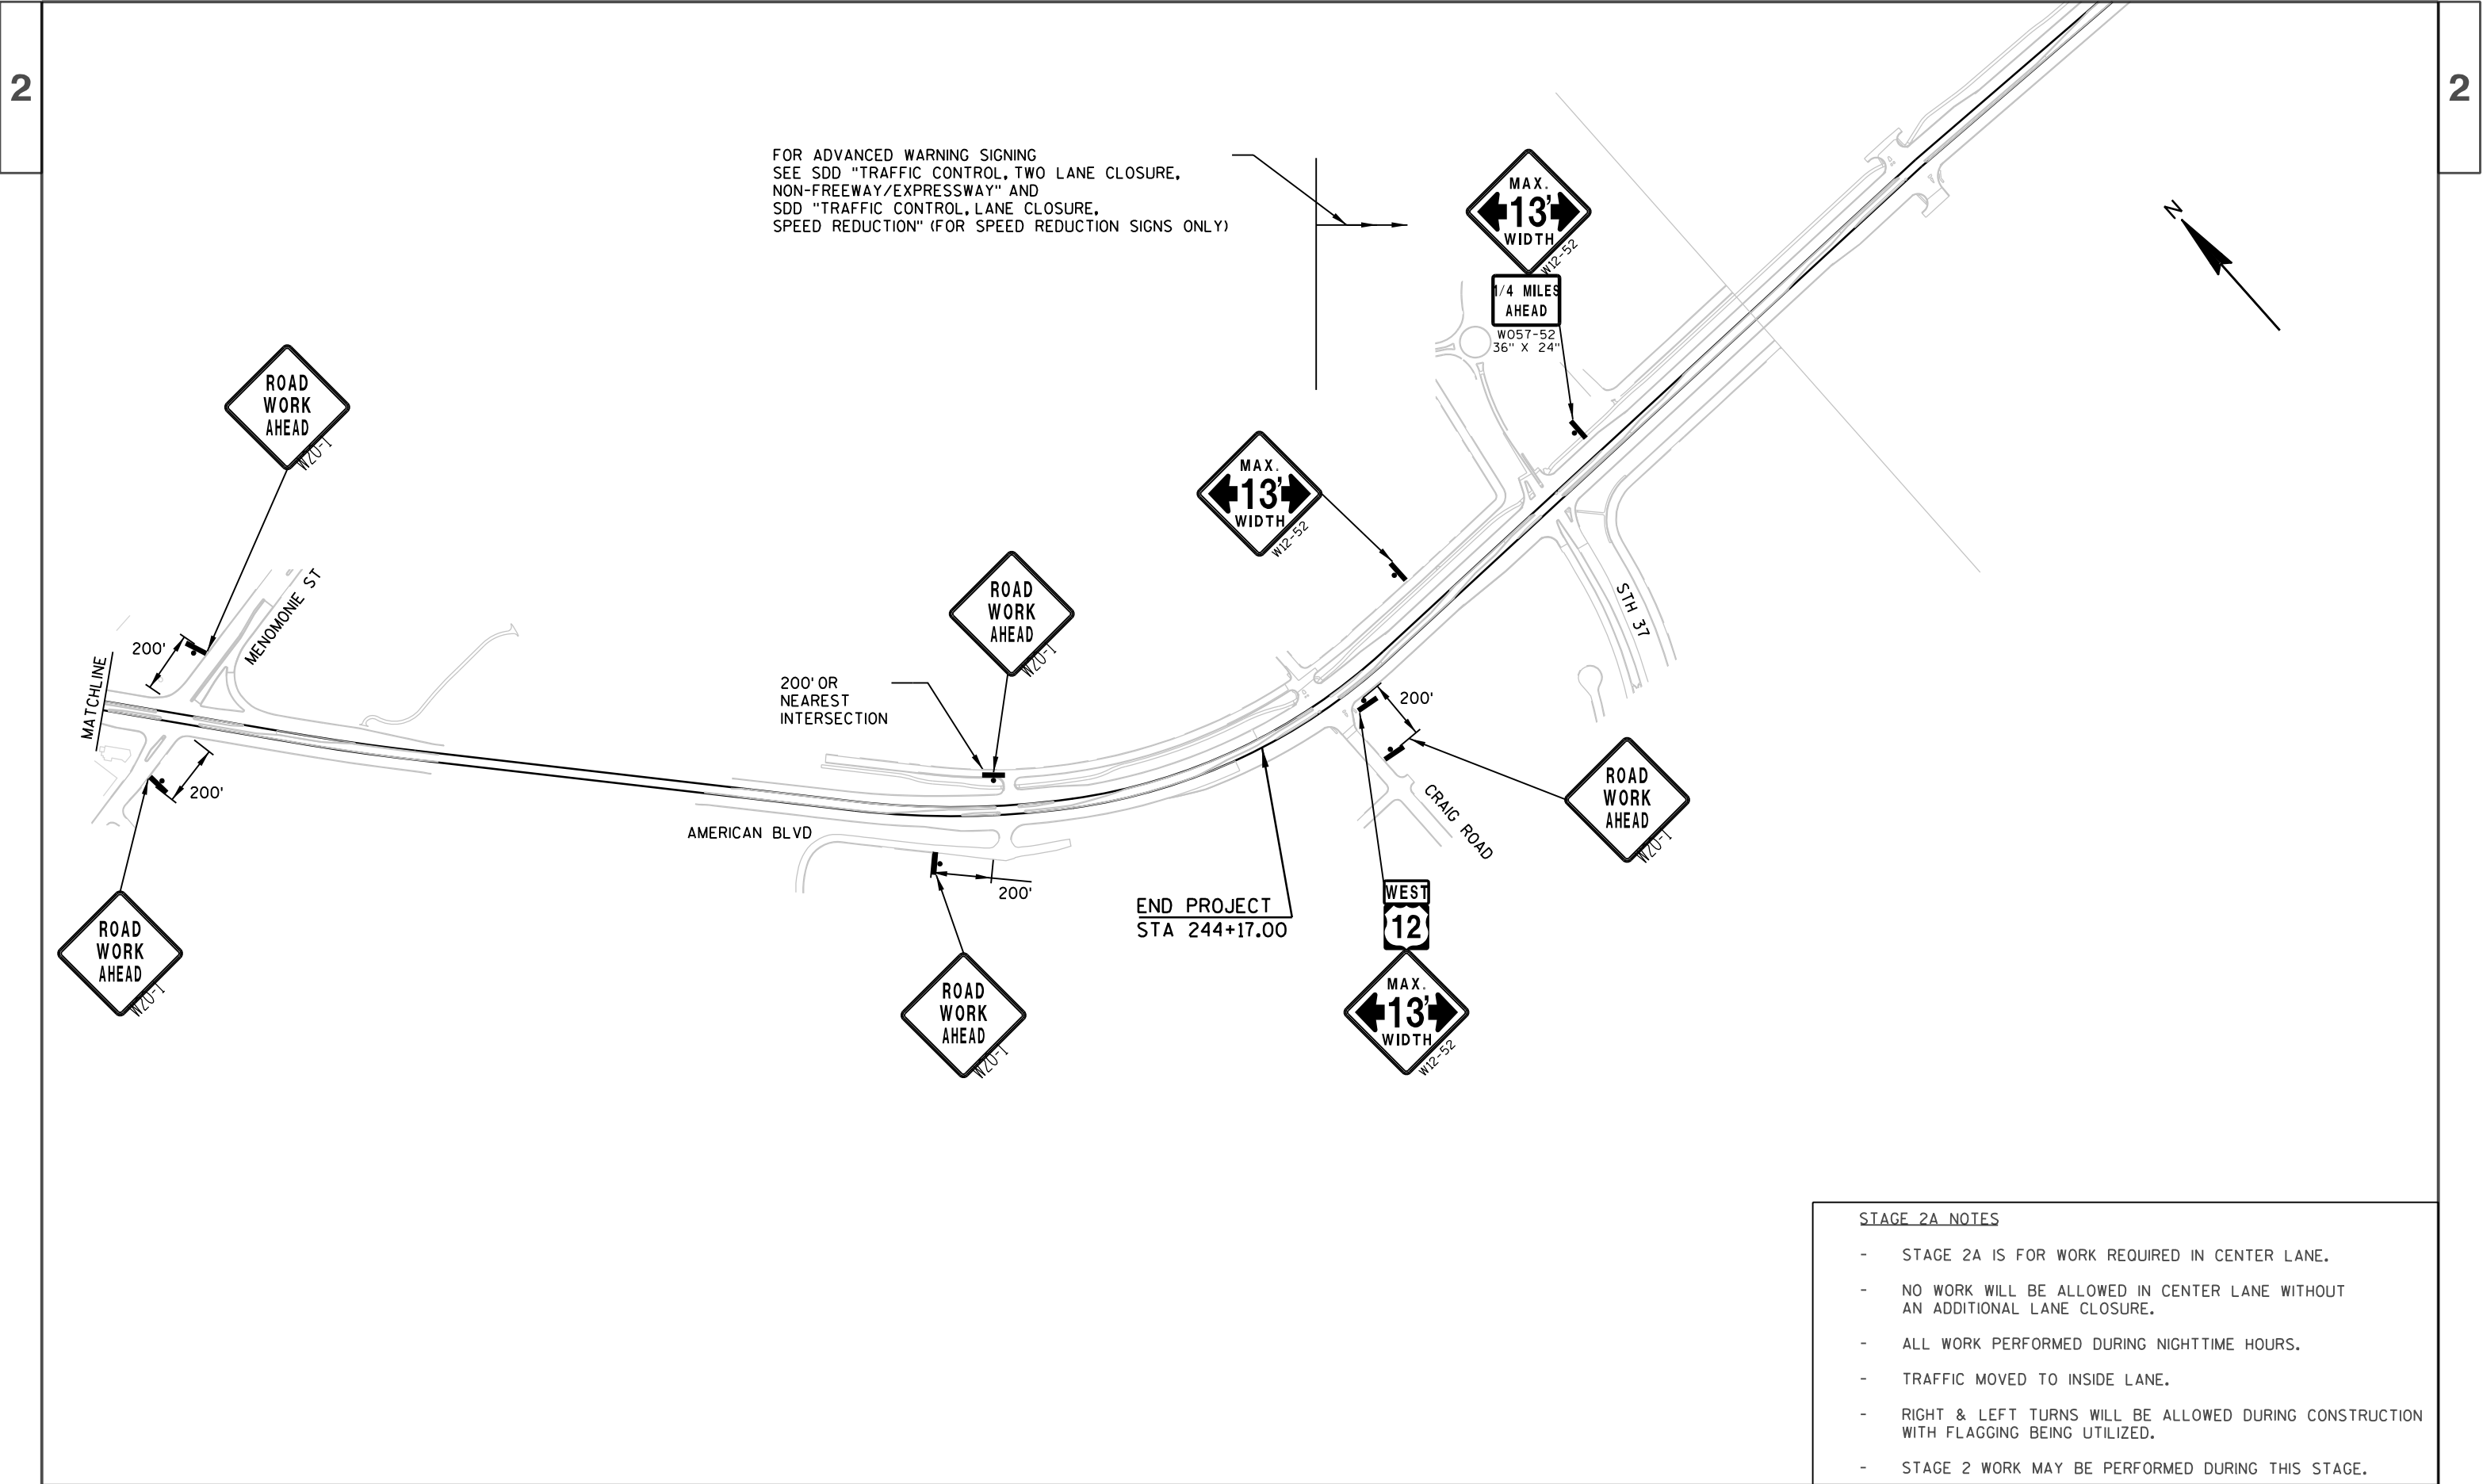 2
2
FOR ADVANCED WARNING SIGNING
SEE SDD "TRAFFIC CONTROL, TWO LANE CLOSURE,
NON-FREEWAY/EXPRESSWAY" AND
SDD "TRAFFIC CONTROL, LANE CLOSURE,
SPEED REDUCTION" (FOR SPEED REDUCTION SIGNS ONLY)
MAX.
13'
WIDTH
W12-52
1/4 MILES
AHEAD
WO57-52
36" X 24"
N
ROAD
WORK
AHEAD
W20-1
MAX.
13'
WIDTH
W12-52
MENOMONIE ST
200'
MATCHLINE
200'
ROAD
WORK
AHEAD
W20-1
200' OR
NEAREST
INTERSECTION
STH 37
200'
ROAD
WORK
AHEAD
W20-1
CRAIG ROAD
AMERICAN BLVD
200'
END PROJECT
STA 244+17.00
WEST
12
MAX.
13'
WIDTH
W12-52
ROAD
WORK
AHEAD
W20-1
ROAD
WORK
AHEAD
W20-1
STAGE 2A NOTES
- STAGE 2A IS FOR WORK REQUIRED IN CENTER LANE.
- NO WORK WILL BE ALLOWED IN CENTER LANE WITHOUT
AN ADDITIONAL LANE CLOSURE.
- ALL WORK PERFORMED DURING NIGHTTIME HOURS.
- TRAFFIC MOVED TO INSIDE LANE.
- RIGHT & LEFT TURNS WILL BE ALLOWED DURING CONSTRUCTION
WITH FLAGGING BEING UTILIZED.
- STAGE 2 WORK MAY BE PERFORMED DURING THIS STAGE.